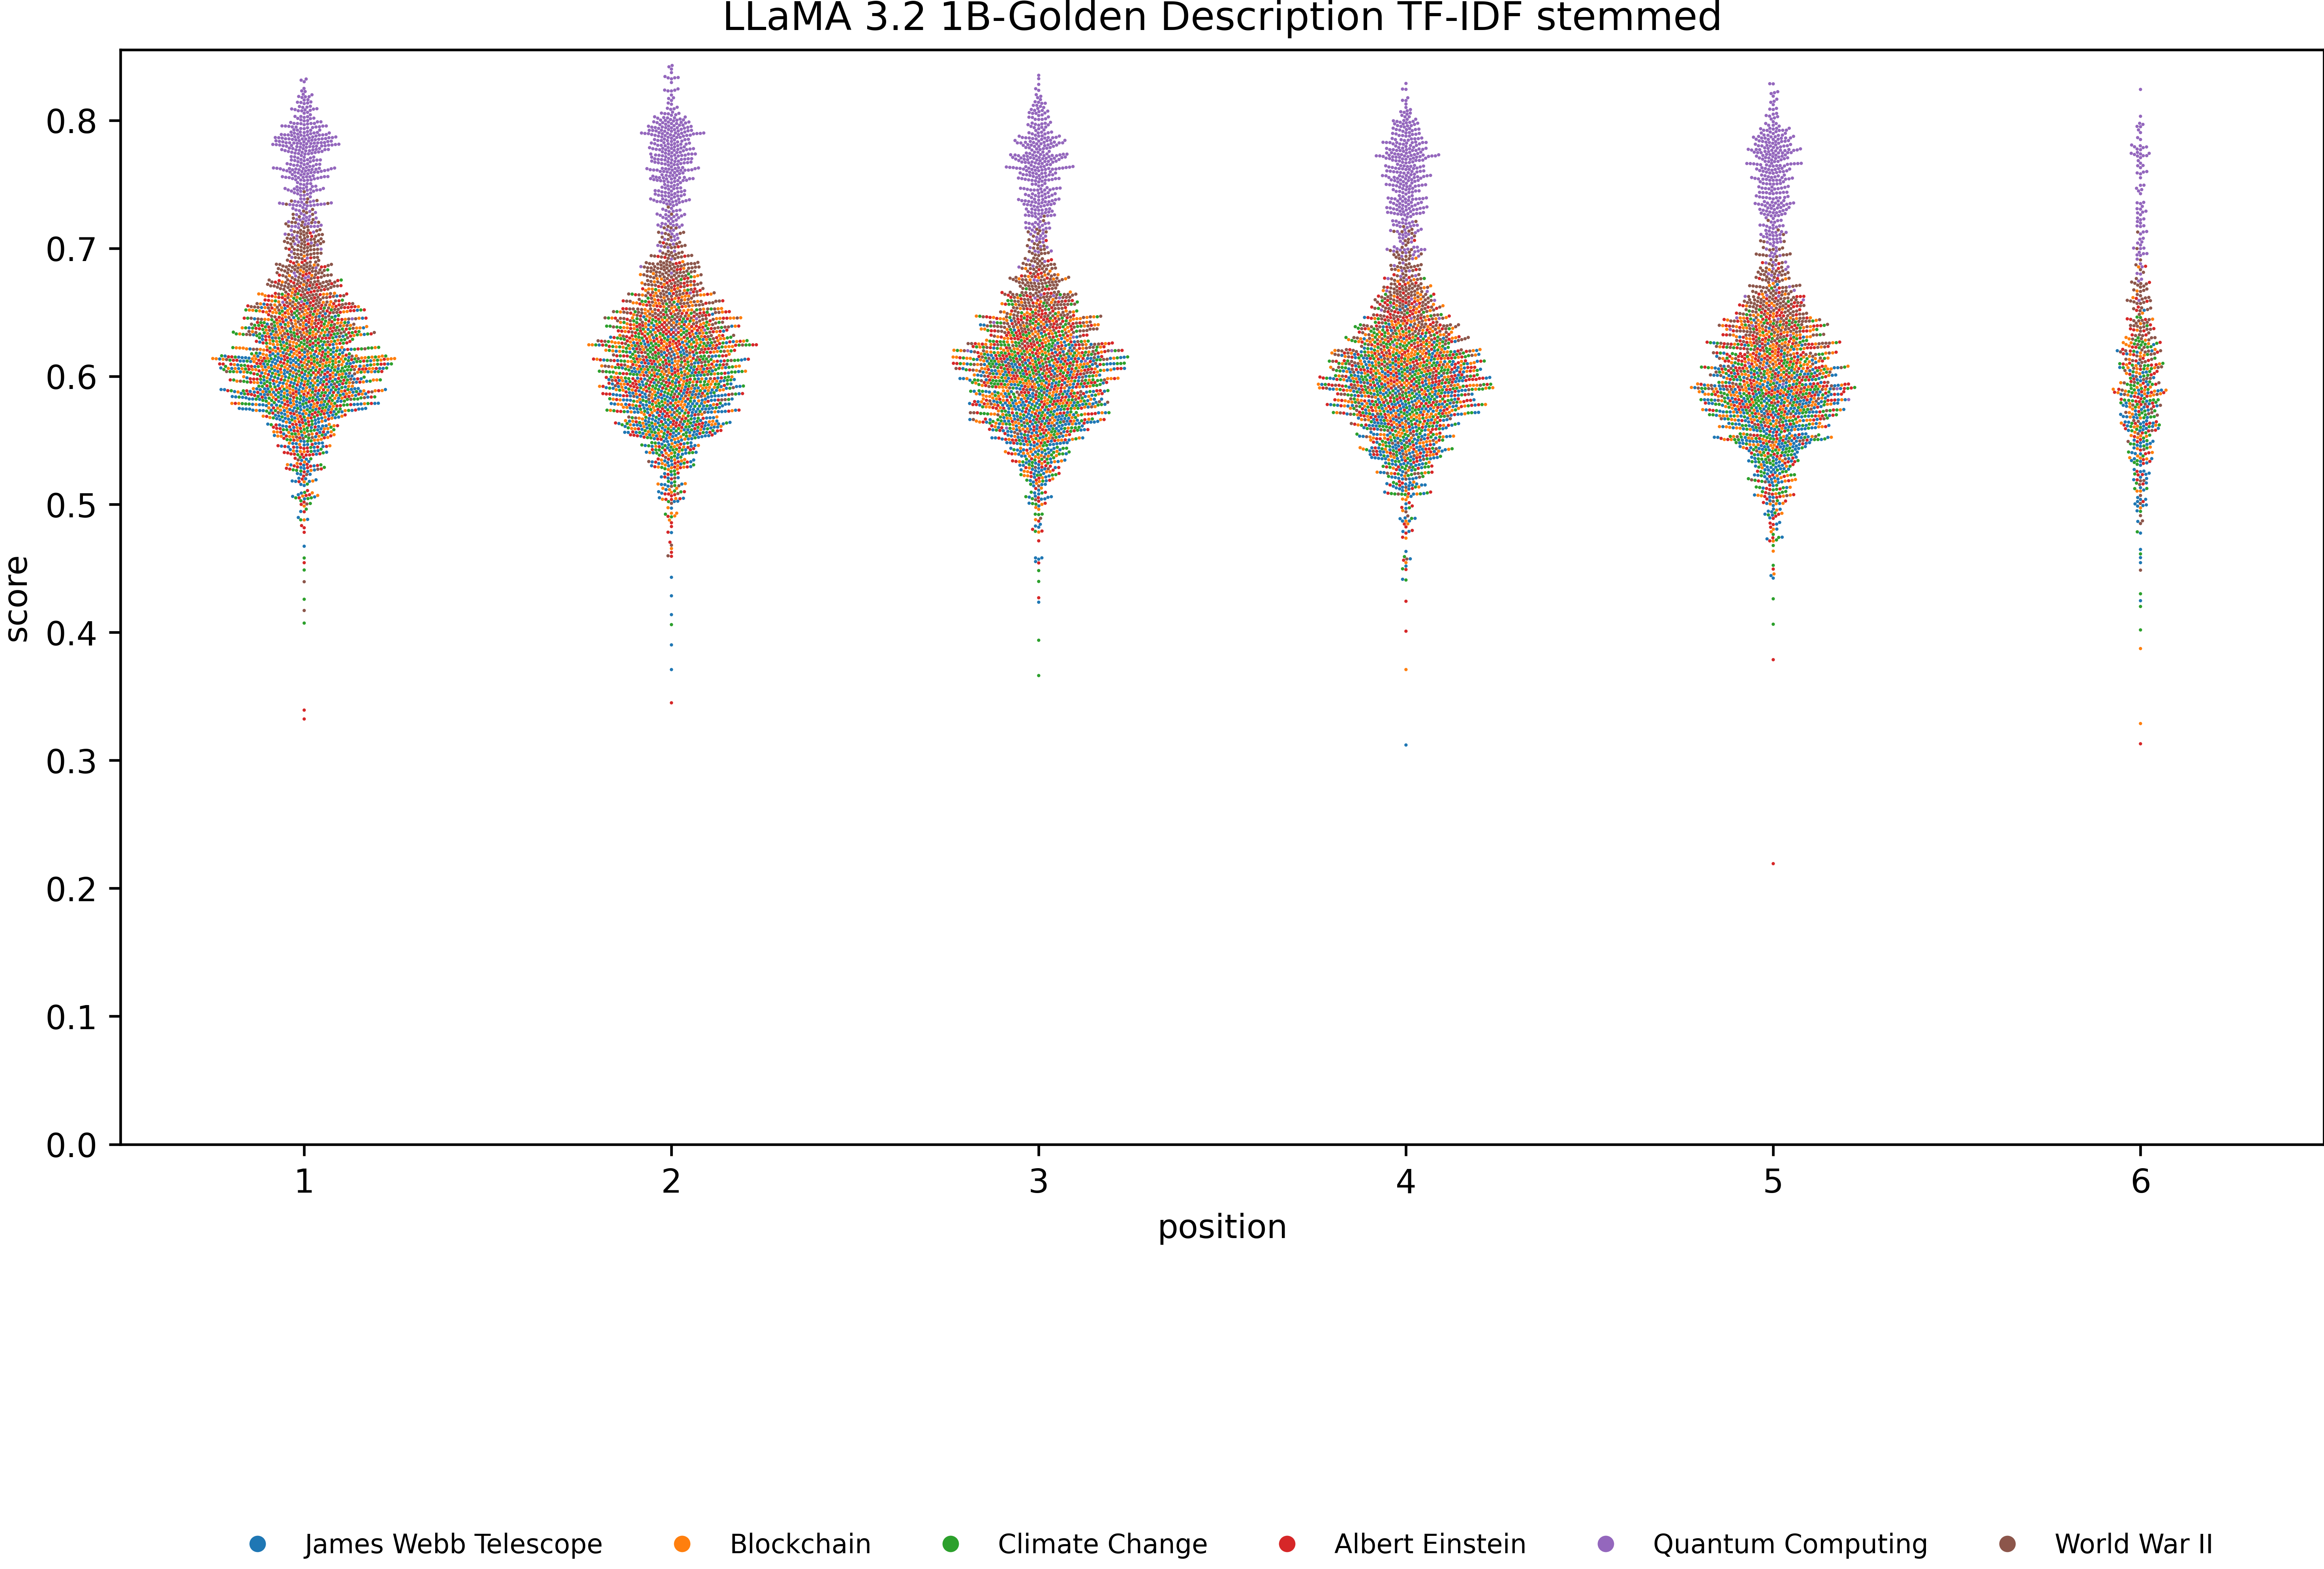 LLaMA 3.2 1B-Golden Description TF-IDF stemmed
0.8
0.7
0.6
0.5
0.4
0.3
0.2
0.1
0.0
score
1 2 3 4 5 6
position
James Webb Telescope Blockchain Climate Change Albert Einstein Quantum Computing World War II